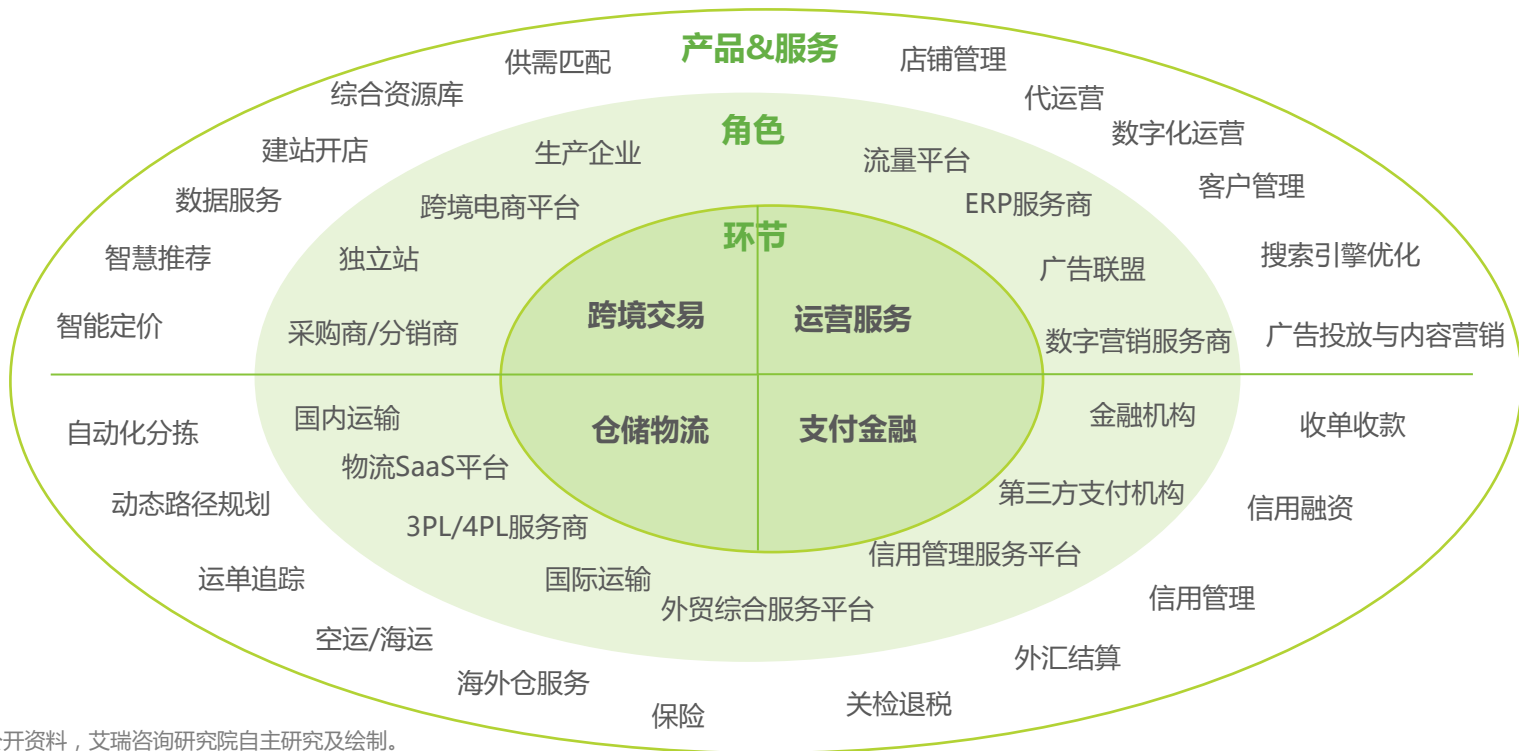 产品&服务
供需匹配
店铺管理
综合资源库
代运营
数字化运营
建站开店
客户管理
数据服务
搜索引擎优化
智慧推荐
广告投放与内容营销
智能定价
角色
生产企业
流量平台
跨境电商平台
ERP服务商
独立站
广告联盟
采购商/分销商
数字营销服务商
环节
跨境交易
运营服务
仓储物流
支付金融
国内运输
金融机构
物流SaaS平台
第三方支付机构
3PL/4PL服务商
信用管理服务平台
国际运输
外贸综合服务平台
自动化分拣
收单收款
动态路径规划
信用融资
运单追踪
信用管理
空运/海运
外汇结算
海外仓服务
关检退税
保险
开资料，艾瑞咨询研究院自主研究及绘制。